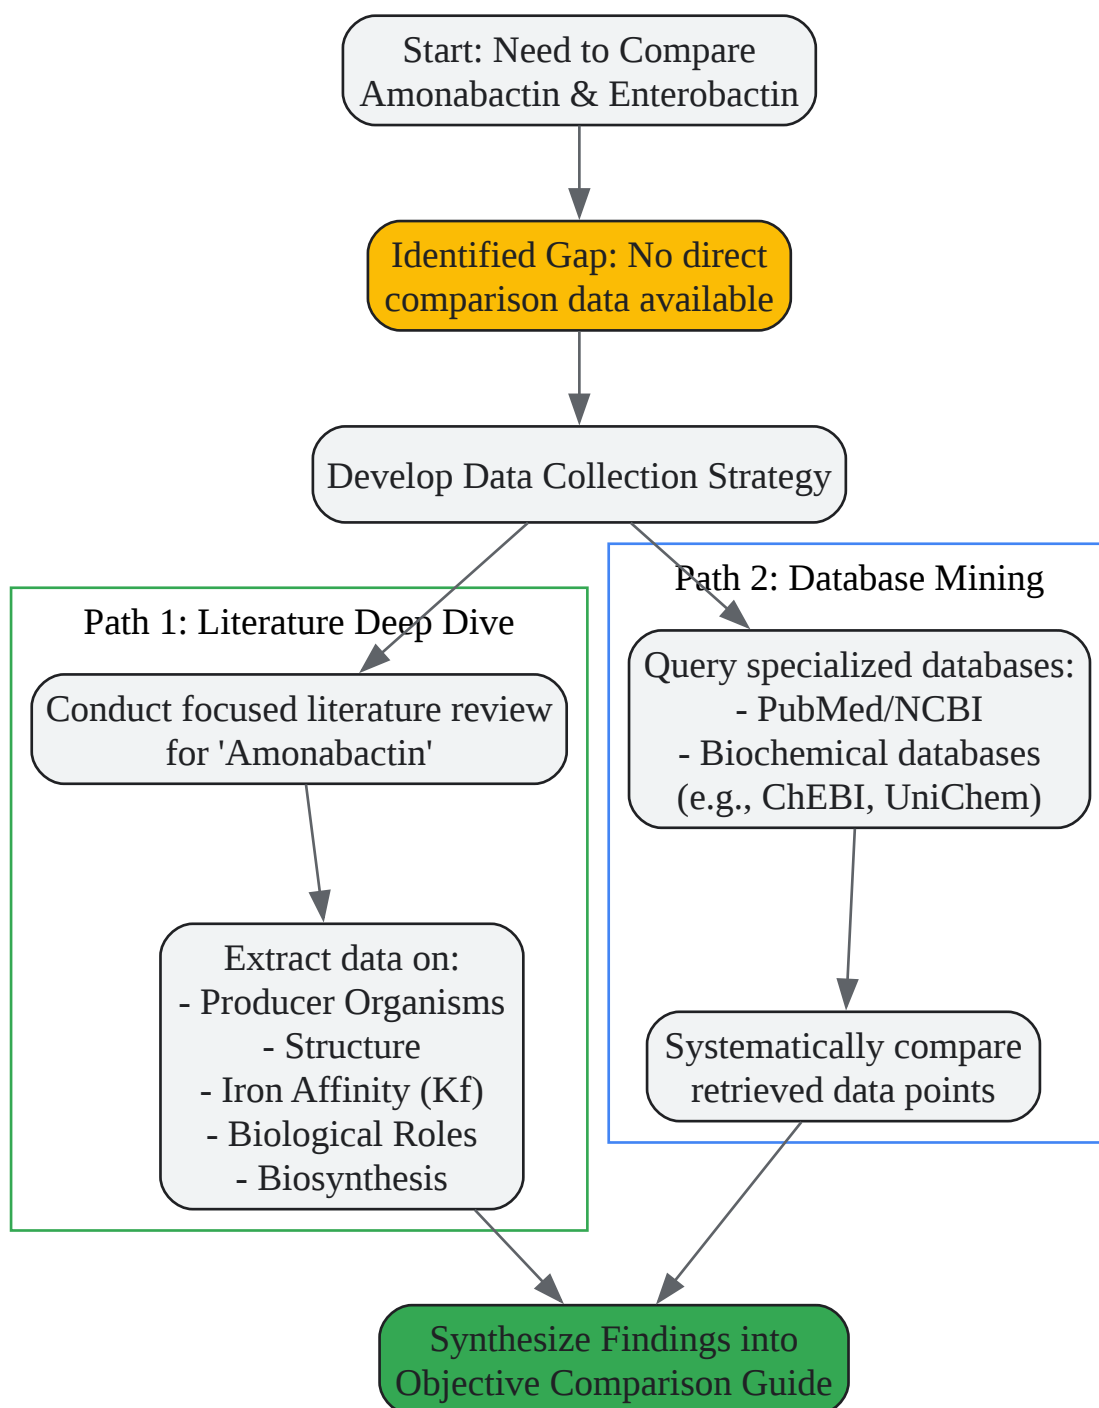 Start: Need to Compare
Amonabactin & Enterobactin
Identified Gap: No direct
comparison data available
Develop Data Collection Strategy
Path 1: Literature Deep Dive
Conduct focused literature review
for 'Amonabactin'
Extract data on:
- Producer Organisms
- Structure
- Iron Affinity (Kf)
- Biological Roles
- Biosynthesis
Path 2: Database Mining
Query specialized databases:
- PubMed/NCBI
- Biochemical databases
(e.g., ChEBI, UniChem)
Systematically compare
retrieved data points
Synthesize Findings into
Objective Comparison Guide